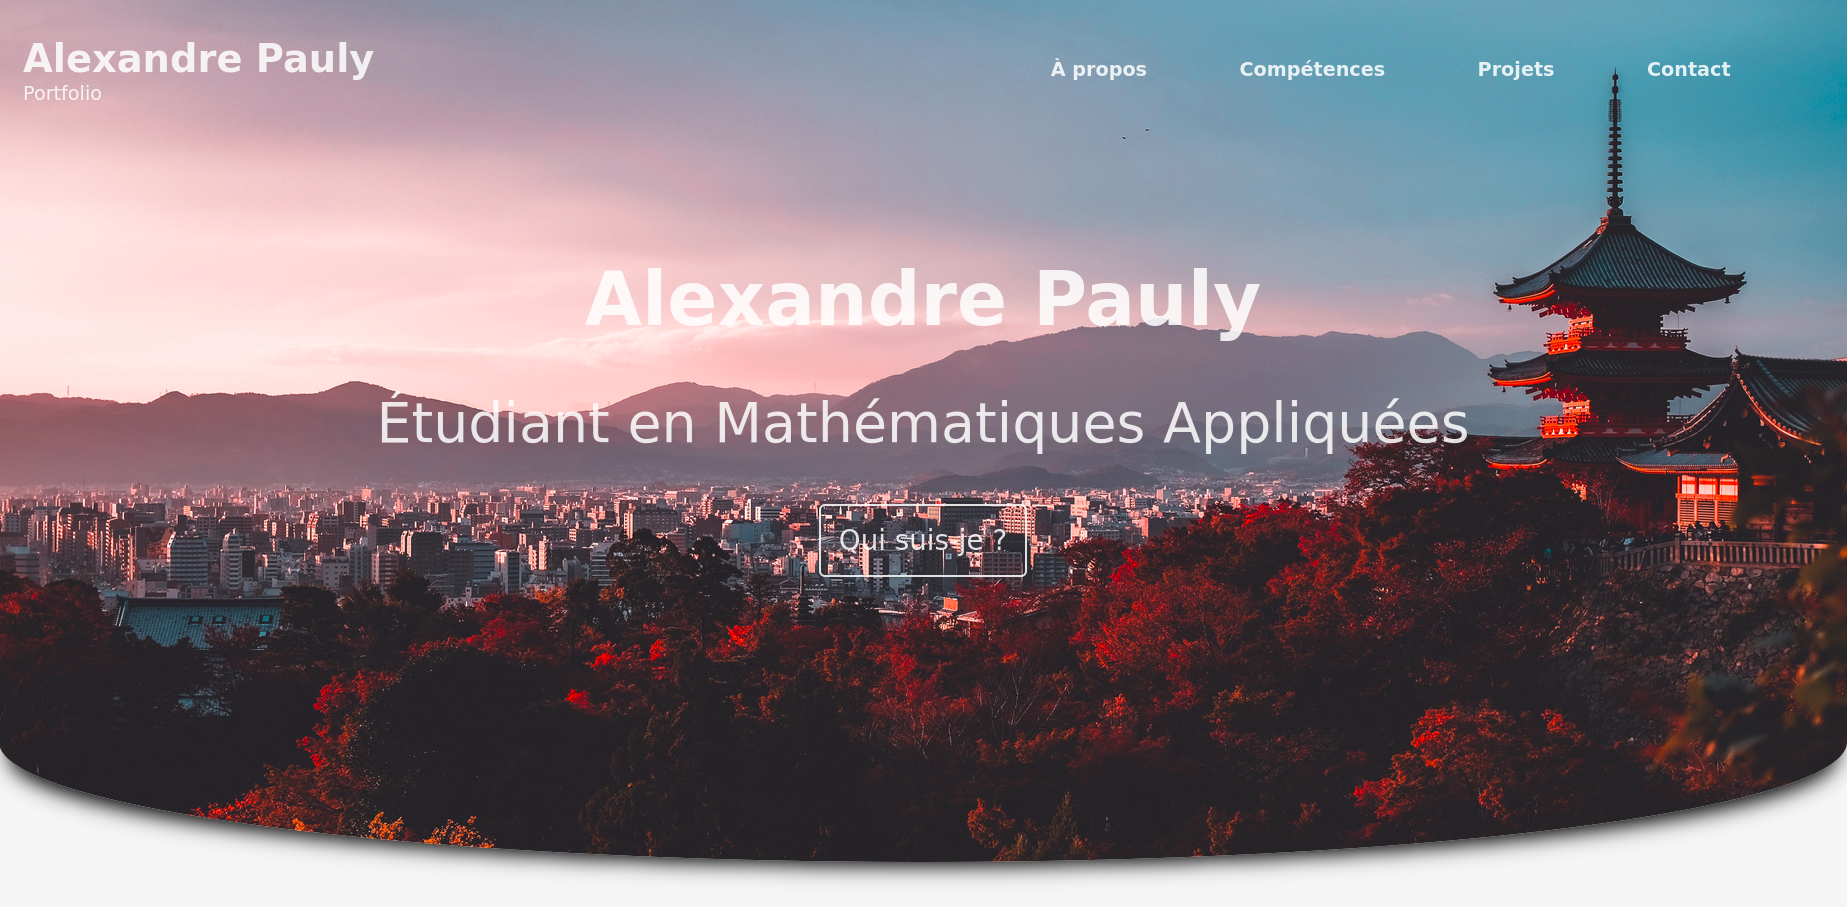 Alexandre Pauly
Portfolio
À propos
Compétences
Projets
Contact
Alexandre Pauly
Étudiant en Mathématiques Appliquées
Qui suis-je ?